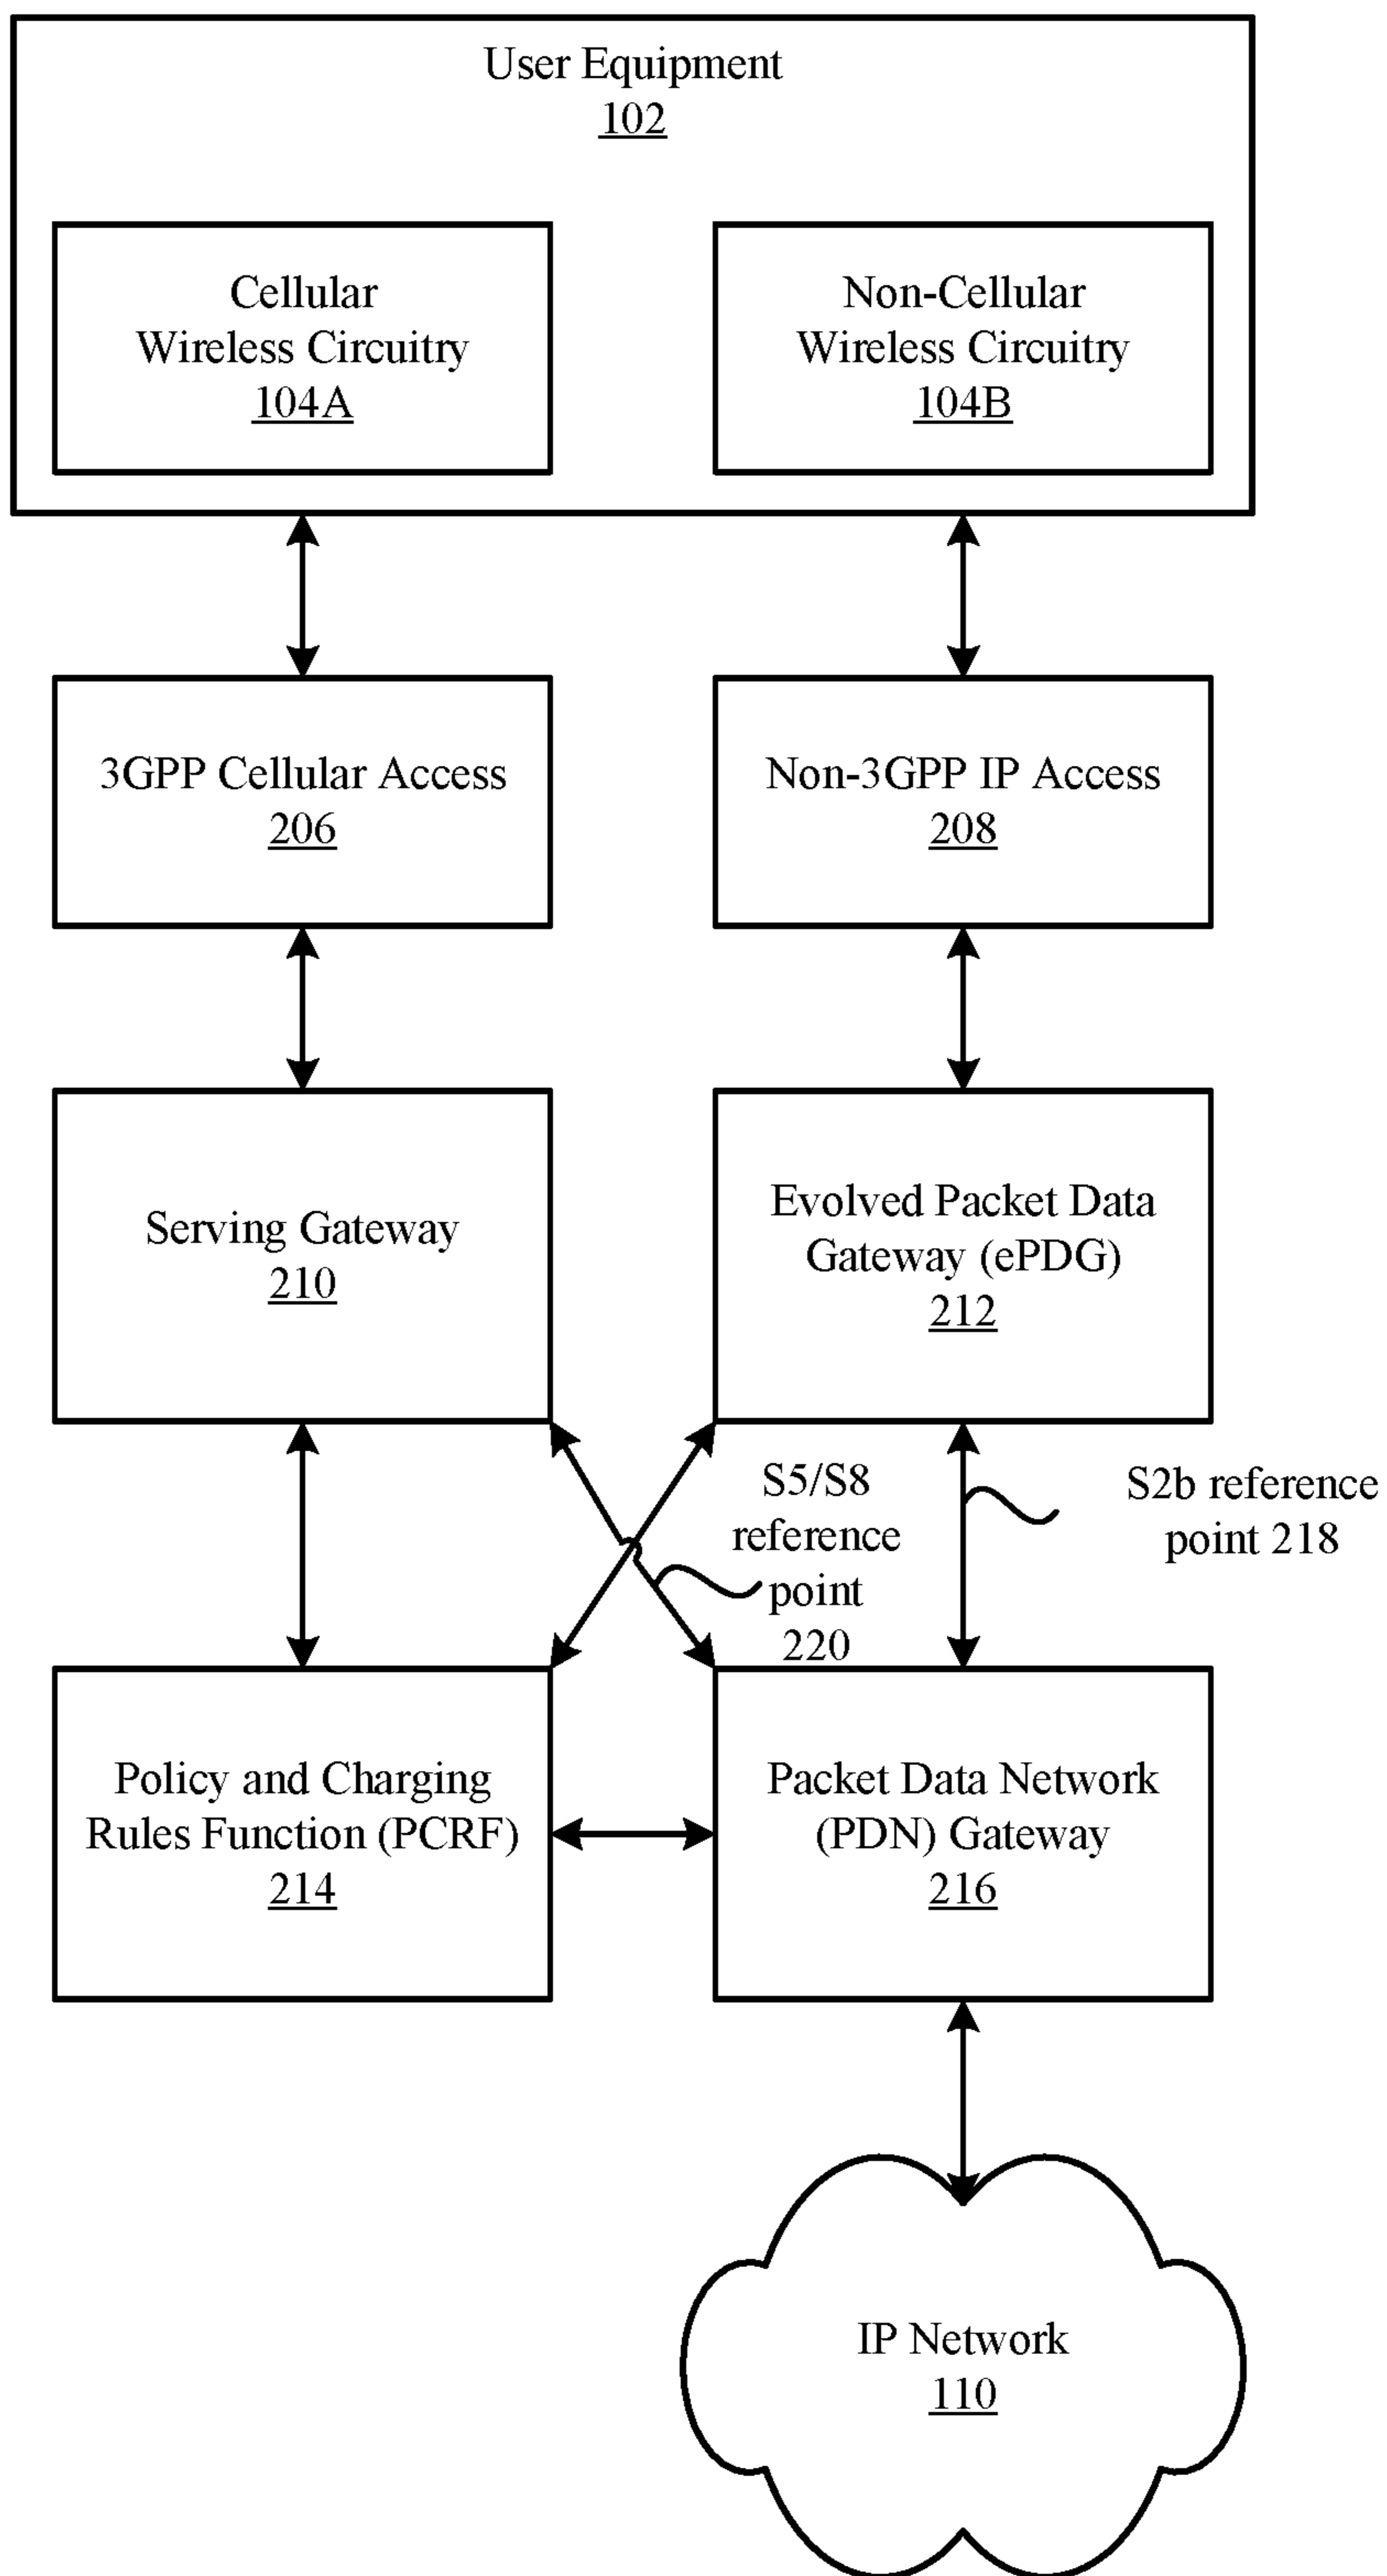 User Equipment
102
Cellular
Wireless Circuitry
104A
Non-Cellular
Wireless Circuitry
104B
3GPP Cellular Access
206
Non-3GPP IP Access
208
Serving Gateway
210
Evolved Packet Data
Gateway (ePDG)
212
S5/S8
reference
point
220
S2b reference
point 218
Policy and Charging
Rules Function (PCRF)
214
Packet Data Network
(PDN) Gateway
216
IP Network
110